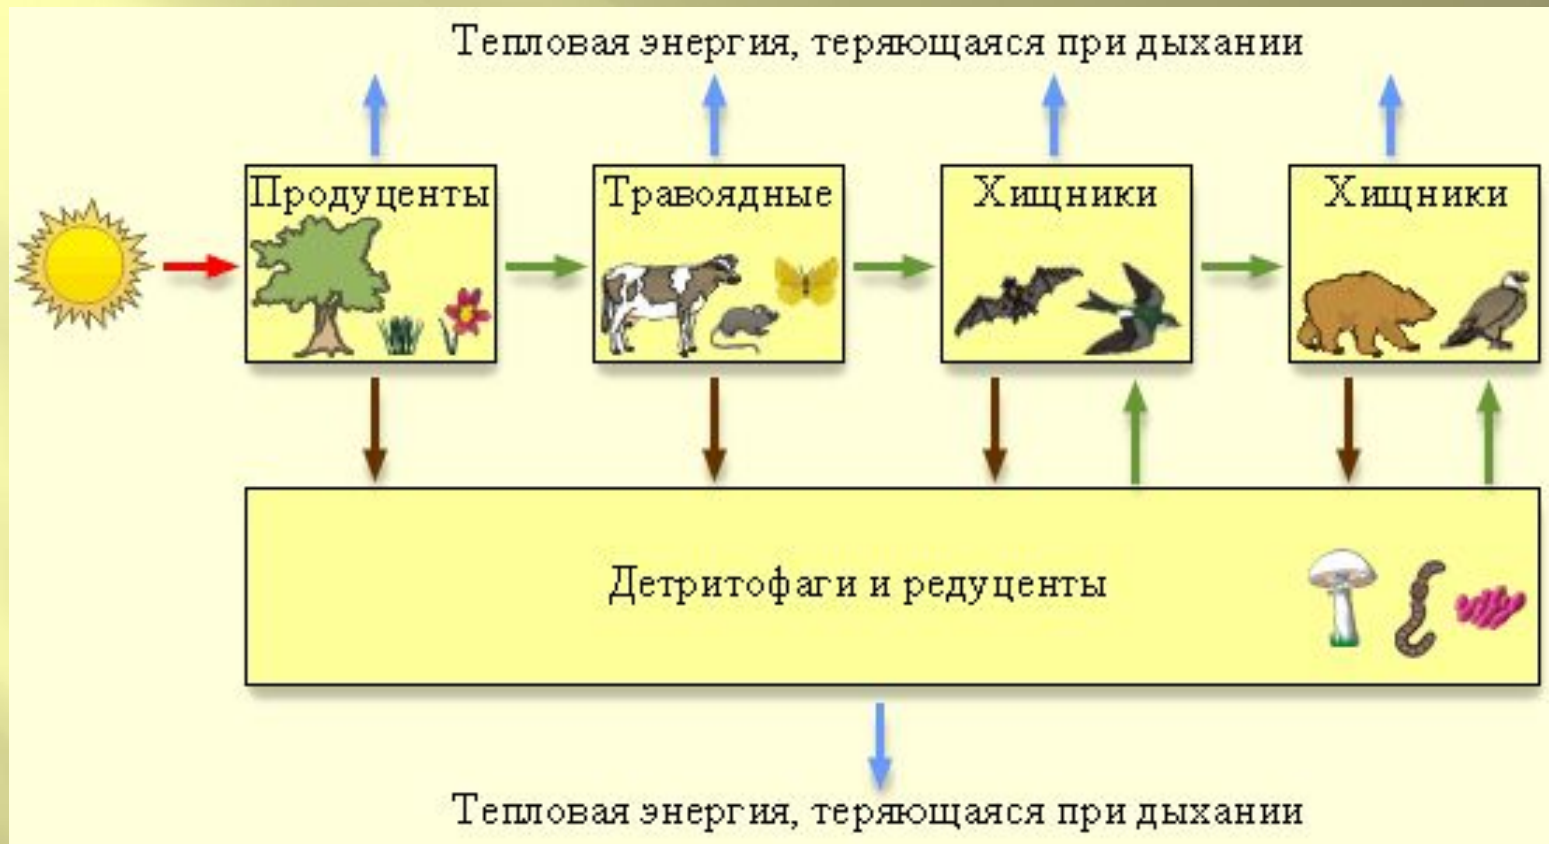 Тепловая энергия, теряющаяся при дыхании
Продуценты
Травоядные
Хищники
Хищники
Детритофаги и редуценты
Тепловая энергия, теряющаяся при дыхании